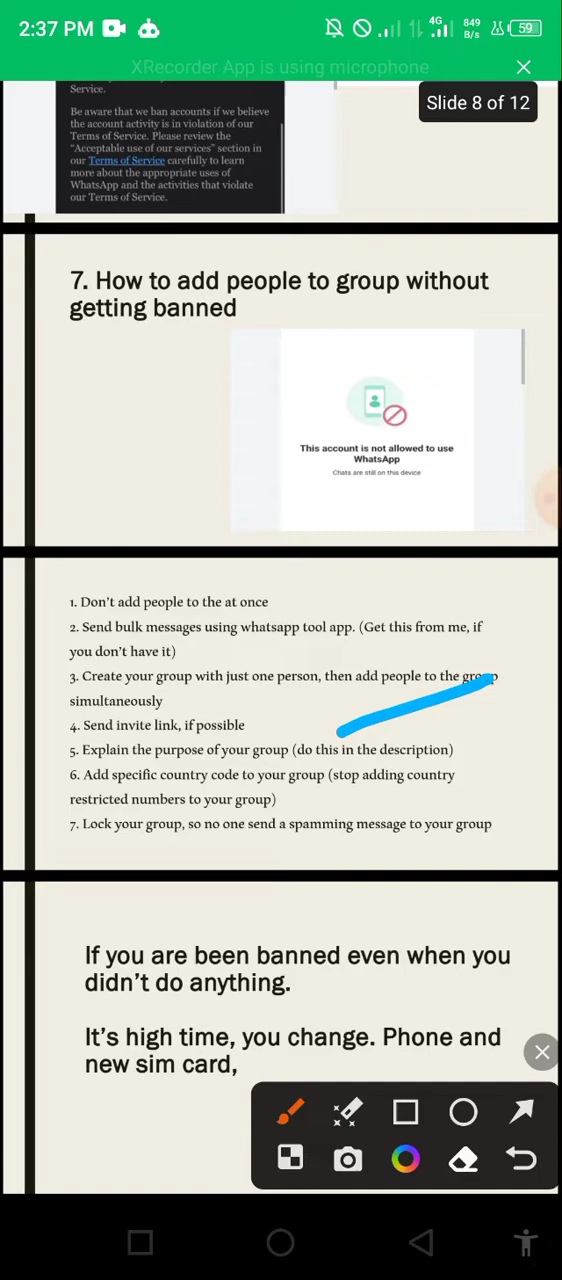 2:37 PM
4G
849
B/s
59
XRecorder App is using microphone
Slide 8 of 12
Service.
Be aware that we ban accounts if we believe
the account activity is in violation of our
Terms of Service. Please review the
"Acceptable use of our services" section in
our Terms of Service carefully to learn
more about the appropriate uses of
WhatsApp and the activities that violate
our Terms of Service.
7. How to add people to group without
getting banned
This account is not allowed to use
WhatsApp
Chats are still on this device
1. Don't add people to the at once
2. Send bulk messages using whatsapp tool app. (Get this from me, if
you don't have it)
3. Create your group with just one person, then add people to the group
simultaneously
4. Send invite link, if possible
5. Explain the purpose of your group (do this in the description)
6. Add specific country code to your group (stop adding country
restricted numbers to your group)
7. Lock your group, so no one send a spamming message to your group
If you are been banned even when you
didn't do anything.
It's high time, you change. Phone and
new sim card,